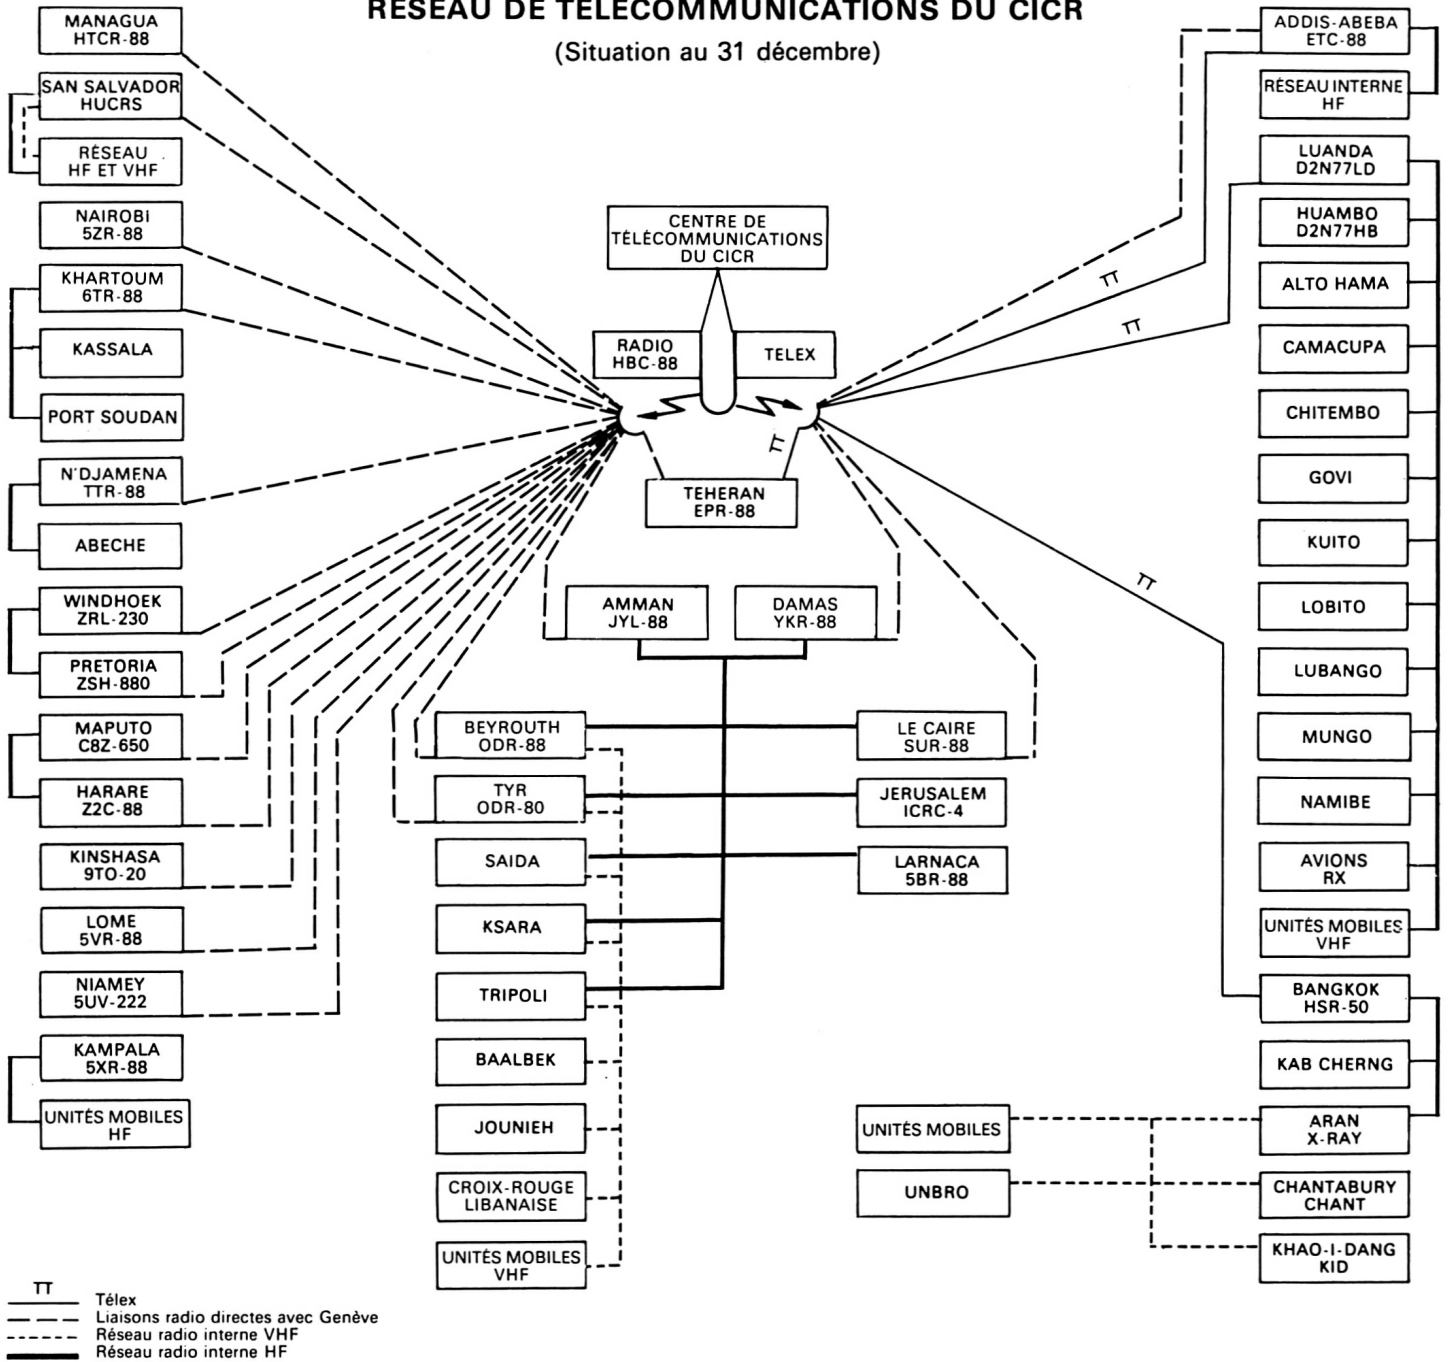 RÉSEAU DE TÉLÉCOMMUNICATIONS DU CICR
(Situation au 31 décembre)
MANAGUA
HTCR-88
SAN SALVADOR
HUCRS
RÉSEAU
HF ET VHF
NAIROBI
5ZR-88
KHARTOUM
6TR-88
KASSALA
PORT SOUDAN
N'DJAMENA
TTR-88
ABECHE
WINDHOEK
ZRL-230
PRETORIA
ZSH-880
MAPUTO
C8Z-650
HARARE
Z2C-88
KINSHASA
9TO-20
LOME
5VR-88
NIAMEY
5UV-222
KAMPALA
5XR-88
UNITÉS MOBILES
HF
CENTRE DE
TÉLÉCOMMUNICATIONS
DU CICR
RADIO
HBC-88
TELEX
TT
TEHERAN
EPR-88
AMMAN
JYL-88
DAMAS
YKR-88
BEYROUTH
ODR-88
TYR
ODR-80
SAIDA
KSARA
TRIPOLI
BAALBEK
JOUNIEH
CROIX-ROUGE
LIBANAISE
UNITÉS MOBILES
VHF
LE CAIRE
SUR-88
JERUSALEM
ICRC-4
LARNACA
5BR-88
UNITÉS MOBILES
UNBRO
TT
TT
TT
ADDIS-ABEBA
ETC-88
RÉSEAU INTERNE
HF
LUANDA
D2N77LD
HUAMBO
D2N77HB
ALTO HAMA
CAMACUPA
CHITEMBO
GOVI
KUITO
LOBITO
LUBANGO
MUNGO
NAMIBE
AVIONS
RX
UNITÉS MOBILES
VHF
BANGKOK
HSR-50
KAB CHERNG
ARAN
X-RAY
CHANTABURY
CHANT
KHAO-I-DANG
KID
TT
Télex
Liaisons radio directes avec Genève
Réseau radio interne VHF
Réseau radio interne HF